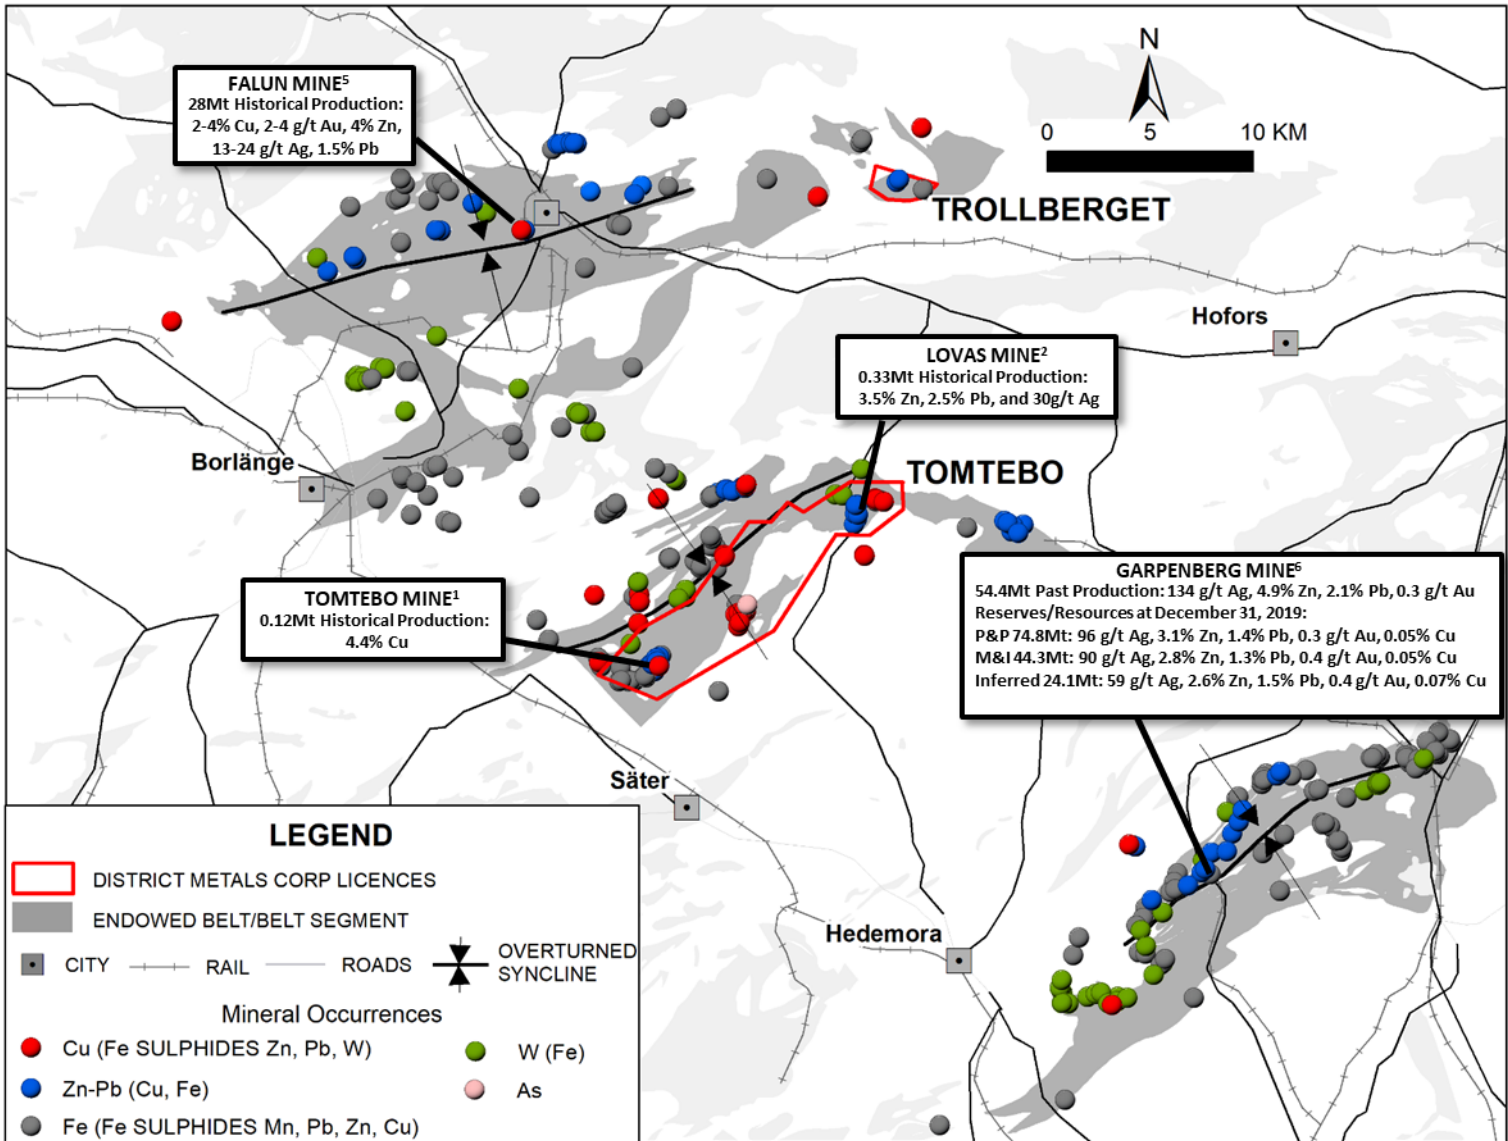 FALUN MINE5
28Mt Historical Production:
2-4% Cu, 2-4 g/t Au, 4% Zn,
13-24 g/t Ag, 1.5% Pb
N
0 5 10 KM
TROLLBERGET
Hofors
LOVAS MINE2
0.33Mt Historical Production:
3.5% Zn, 2.5% Pb, and 30g/t Ag
Borlänge
TOMTEBO
TOMTEBO MINE1
0.12Mt Historical Production:
4.4% Cu
GARPENBERG MINE6
54.4Mt Past Production: 134 g/t Ag, 4.9% Zn, 2.1% Pb, 0.3 g/t Au
Reserves/Resources at December 31, 2019:
P&P 74.8Mt: 96 g/t Ag, 3.1% Zn, 1.4% Pb, 0.3 g/t Au, 0.05% Cu
M&I 44.3Mt: 90 g/t Ag, 2.8% Zn, 1.3% Pb, 0.4 g/t Au, 0.05% Cu
Inferred 24.1Mt: 59 g/t Ag, 2.6% Zn, 1.5% Pb, 0.4 g/t Au, 0.07% Cu
Säter
Hedemora
LEGEND
DISTRICT METALS CORP LICENCES
ENDOWED BELT/BELT SEGMENT
CITY RAIL ROADS OVERTURNED
SYNCLINE
Mineral Occurrences
Cu (Fe SULPHIDES Zn, Pb, W) W (Fe)
Zn-Pb (Cu, Fe) As
Fe (Fe SULPHIDES Mn, Pb, Zn, Cu)